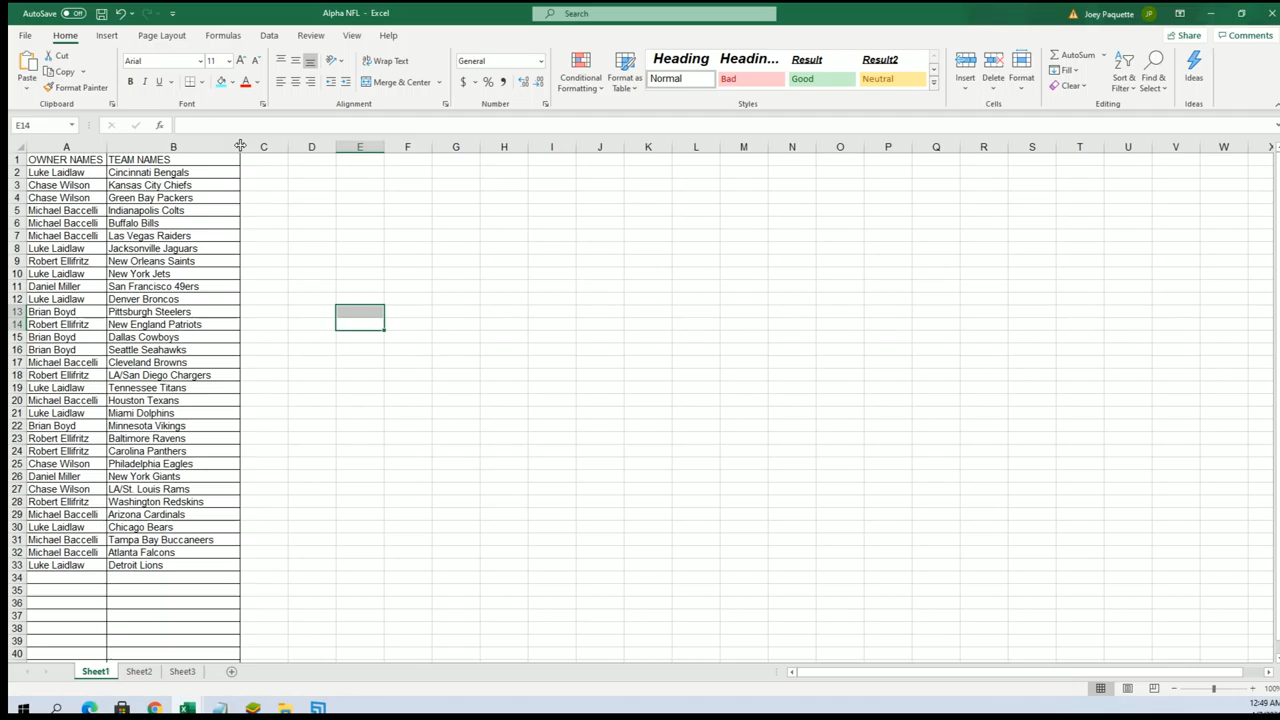 AutoSave Off Alpha NFL - Excel Search Joey Paquette JP
File Home Insert Page Layout Formulas Data Review View Help Share Comments
Paste Cut Copy Format Painter Clipboard
Arial 11 A A B I U A Font
Wrap Text Merge & Center Alignment
General $ % Number
Conditional Formatting Format as Table Heading Headin... Result Result2 Normal Bad Good Neutral Styles
Insert Delete Format Cells
AutoSum Fill Clear Sort & Filter Find & Select Editing
Ideas Ideas
E14 fx
A B C D E F G H I J K L M N O P Q R S T U V W X
1 OWNER NAMES TEAM NAMES
2 Luke Laidlaw Cincinnati Bengals
3 Chase Wilson Kansas City Chiefs
4 Chase Wilson Green Bay Packers
5 Michael Baccelli Indianapolis Colts
6 Michael Baccelli Buffalo Bills
7 Michael Baccelli Las Vegas Raiders
8 Luke Laidlaw Jacksonville Jaguars
9 Robert Ellifritz New Orleans Saints
10 Luke Laidlaw New York Jets
11 Daniel Miller San Francisco 49ers
12 Luke Laidlaw Denver Broncos
13 Brian Boyd Pittsburgh Steelers
14 Robert Ellifritz New England Patriots
15 Brian Boyd Dallas Cowboys
16 Brian Boyd Seattle Seahawks
17 Michael Baccelli Cleveland Browns
18 Robert Ellifritz LA/San Diego Chargers
19 Luke Laidlaw Tennessee Titans
20 Michael Baccelli Houston Texans
21 Luke Laidlaw Miami Dolphins
22 Brian Boyd Minnesota Vikings
23 Robert Ellifritz Baltimore Ravens
24 Robert Ellifritz Carolina Panthers
25 Chase Wilson Philadelphia Eagles
26 Daniel Miller New York Giants
27 Chase Wilson LA/St. Louis Rams
28 Robert Ellifritz Washington Redskins
29 Michael Baccelli Arizona Cardinals
30 Luke Laidlaw Chicago Bears
31 Michael Baccelli Tampa Bay Buccaneers
32 Michael Baccelli Atlanta Falcons
33 Luke Laidlaw Detroit Lions
34
35
36
37
38
39
40
Sheet1 Sheet2 Sheet3
100%
12:49 AM